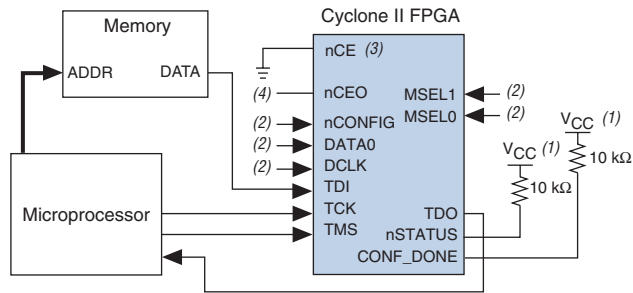 Cyclone II FPGA
Memory
ADDR DATA
nCE (3)
(4) nCEO
MSEL1 (2)
MSEL0 (2)
(2) nCONFIG
(2) DATA0
(2) DCLK
TDI
TCK
TMS
Microprocessor
TDO
nSTATUS
CONF_DONE
VCC (1)
10 kΩ
VCC (1)
10 kΩ